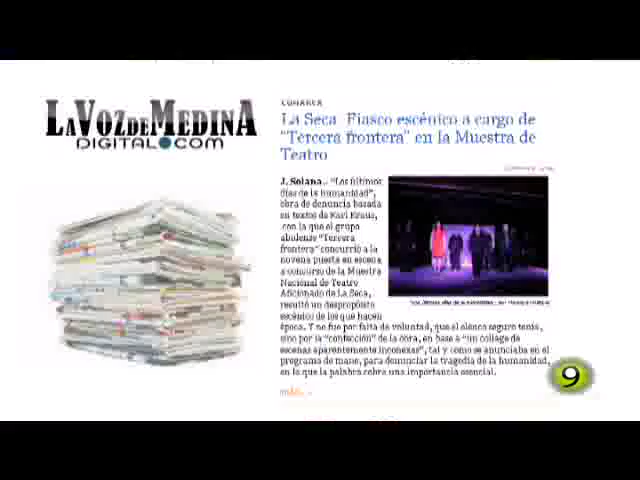 LAVOZDEMEDINA
DIGITAL.COM
COMARCA
La Seca Fiasco escénico a cargo de
"Tercera frontera" en la Muestra de
Teatro
J. Solana.- "Los últimos
días de la humanidad",
obra de denuncia basada
en textos de Karl Kraus,
con la que el grupo
abulense "Tercera
frontera" concurrió a la
novena puesta en escena
a concurso de la Muestra
Nacional de Teatro
Aficionado de La Seca,
resultó un despropósito
escénico de los que hacen
época. Y no fue por falta de voluntad, que el elenco seguro tenía,
sino por la "confección" de la obra, en base a "un collage de
escenas aparentemente inconexas", tal y como se anunciaba en el
programa de mano, para denunciar la tragedia de la humanidad,
en la que la palabra cobra una importancia esencial.
más...
9